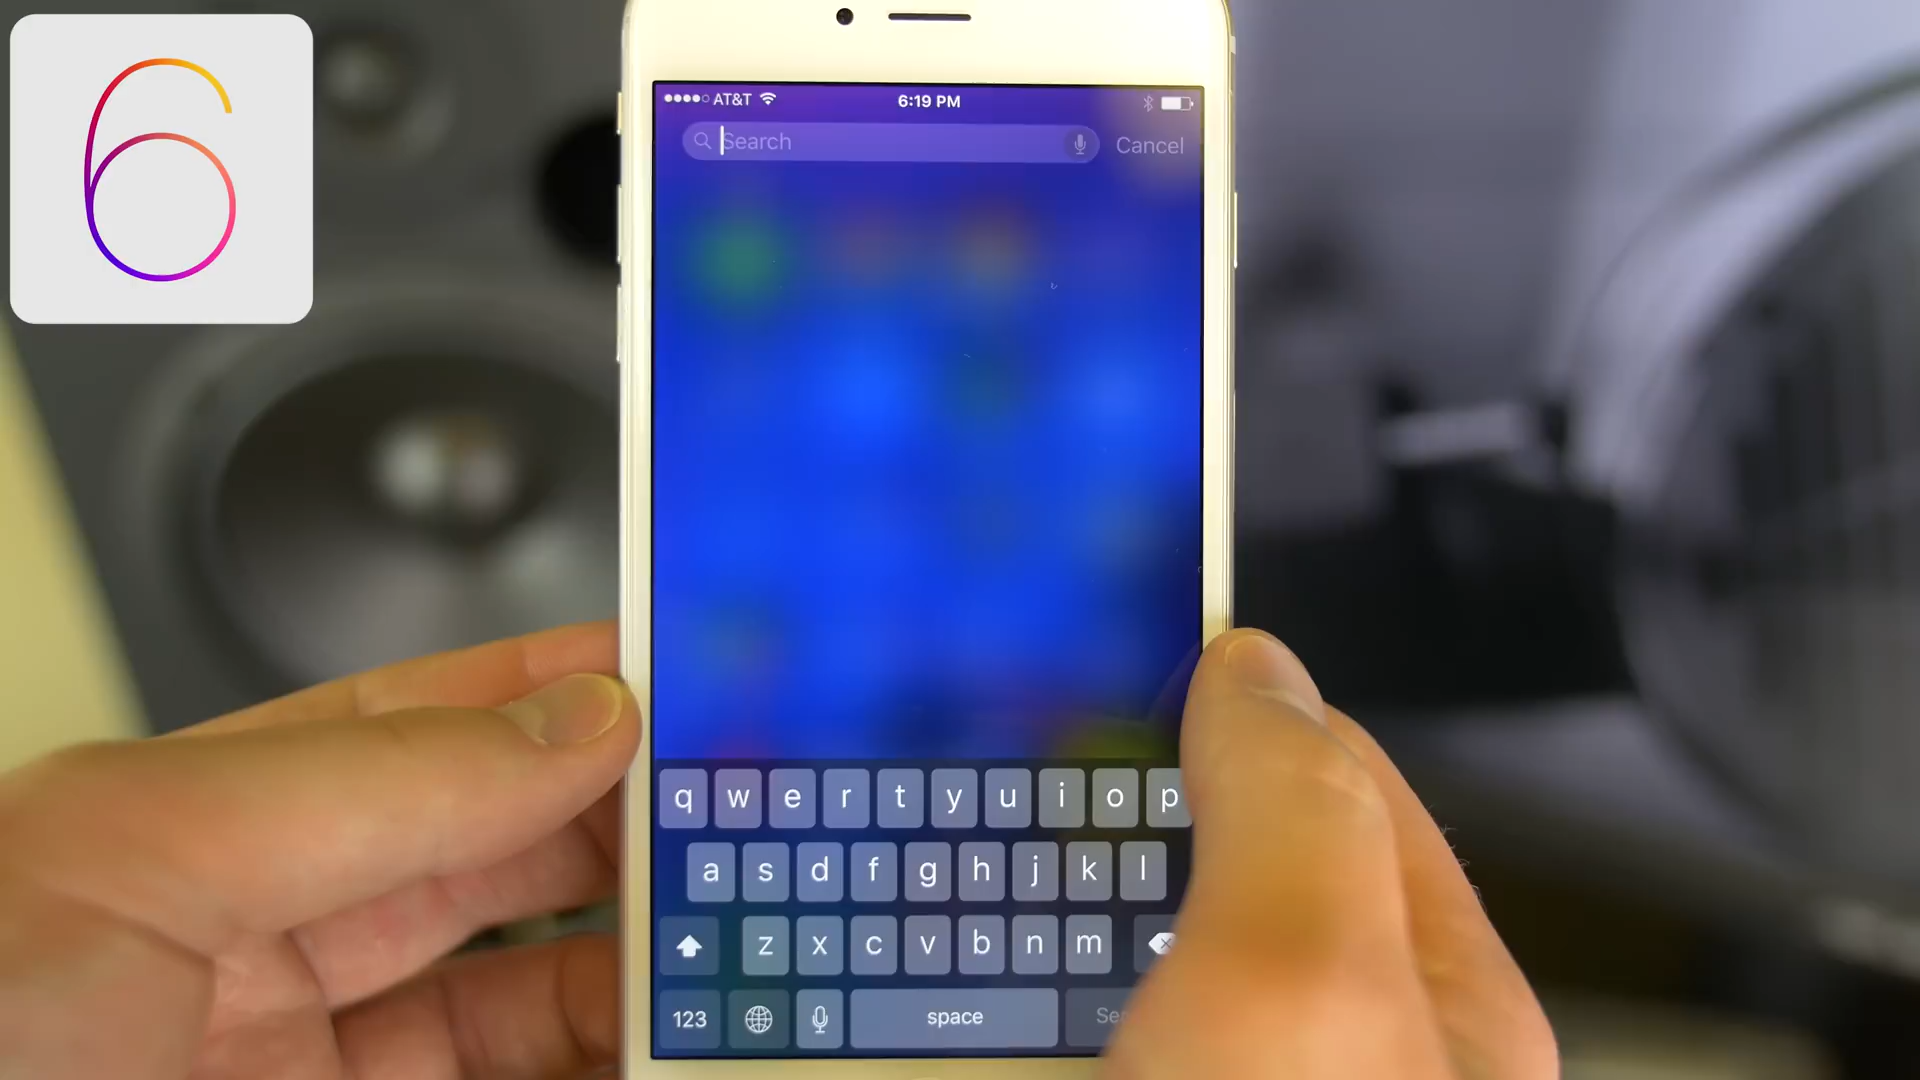 6
AT&T 6:19 PM
Search Cancel
q w e r t y u i o p
a s d f g h j k l
z x c v b n m
123 space